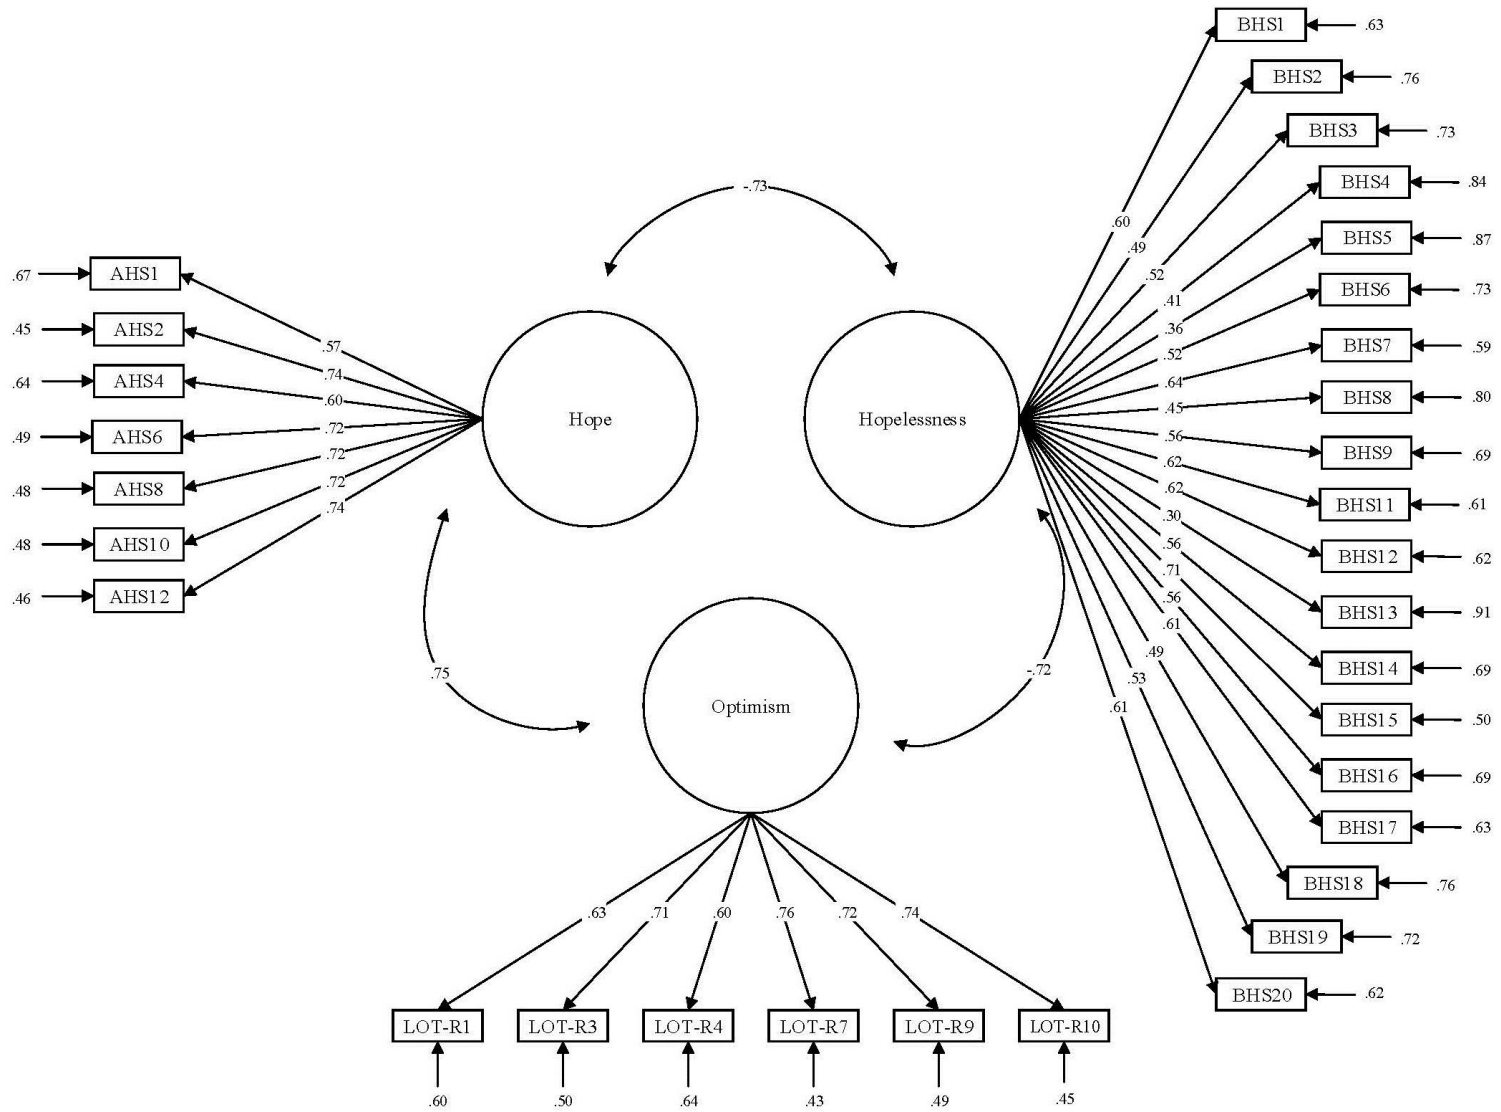 BHS1 .63
BHS2 .76
BHS3 .73
BHS4 .84
BHS5 .87
BHS6 .73
BHS7 .59
BHS8 .80
BHS9 .69
BHS11 .61
BHS12 .62
BHS13 .91
BHS14 .69
BHS15 .50
BHS16 .69
BHS17 .63
BHS18 .76
BHS19 .72
BHS20 .62
.60
.49
.52
.41
.36
.52
.64
.45
.56
.62
.62
.30
.56
.71
.56
.61
.49
.53
.61
-.73
.67 AHS1
.45 AHS2
.64 AHS4
.49 AHS6
.48 AHS8
.48 AHS10
.46 AHS12
.57
.74
.60
.72
.72
.72
.74
Hope
Hopelessness
.75
-.72
Optimism
.63 .71 .60 .76 .72 .74
LOT-R1 LOT-R3 LOT-R4 LOT-R7 LOT-R9 LOT-R10
.60 .50 .64 .43 .49 .45